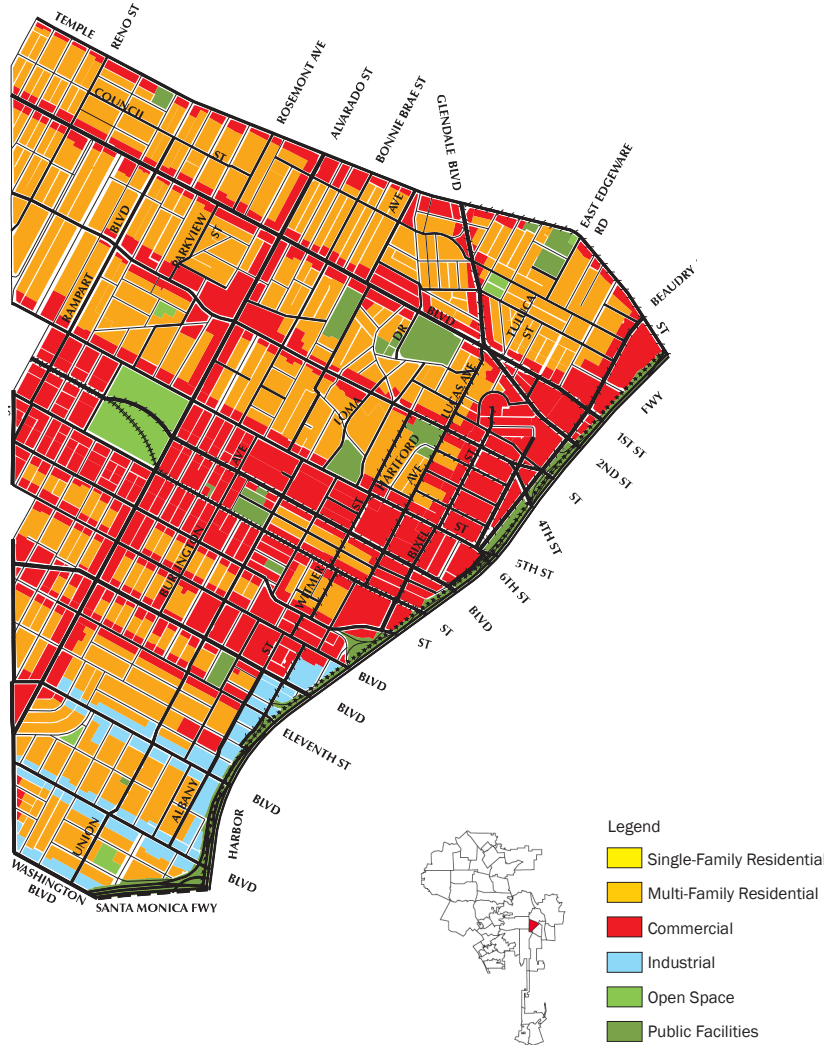 TEMPLE
RENO ST
ROSEMONT AVE
ALVARADO ST
BONNIE BRAE ST
GLENDALE BLVD
EAST EDGEWARE
RD
BEAUDRY
ST
COUNCIL
ST
AVE
BLVD
PARKVIEW
ST
RAMPART
BLVD
DR
TULUCA
ST
LOMA
LUCAS AVE
FWY
1ST ST
2ND ST
ST
4TH ST
5TH ST
6TH ST
BLVD
ST
ST
HARTFORD
AVE
ST
AVE
ST
BIXEL
ST
BURLINGTON
WITMER
ST
BLVD
BLVD
ELEVENTH ST
BLVD
HARBOR
BLVD
ALBANY
UNION
WASHINGTON
BLVD
SANTA MONICA FWY
Legend
Single-Family Residential
Multi-Family Residential
Commercial
Industrial
Open Space
Public Facilities